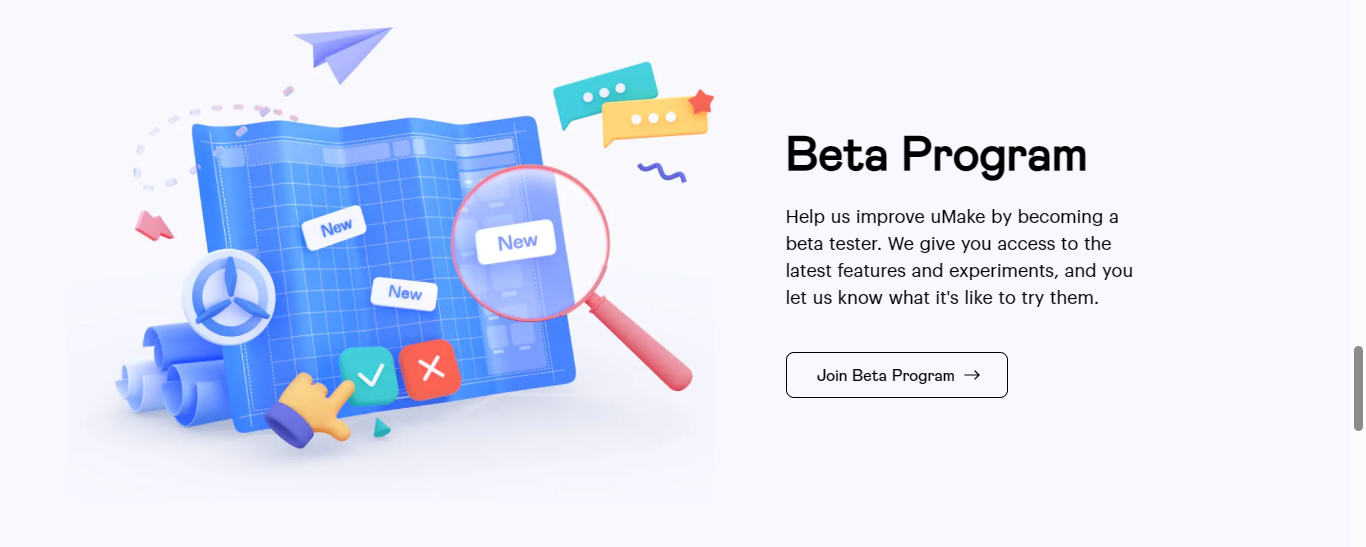 New
New
New
Beta Program
Help us improve uMake by becoming a
beta tester. We give you access to the
latest features and experiments, and you
let us know what it's like to try them.
Join Beta Program →